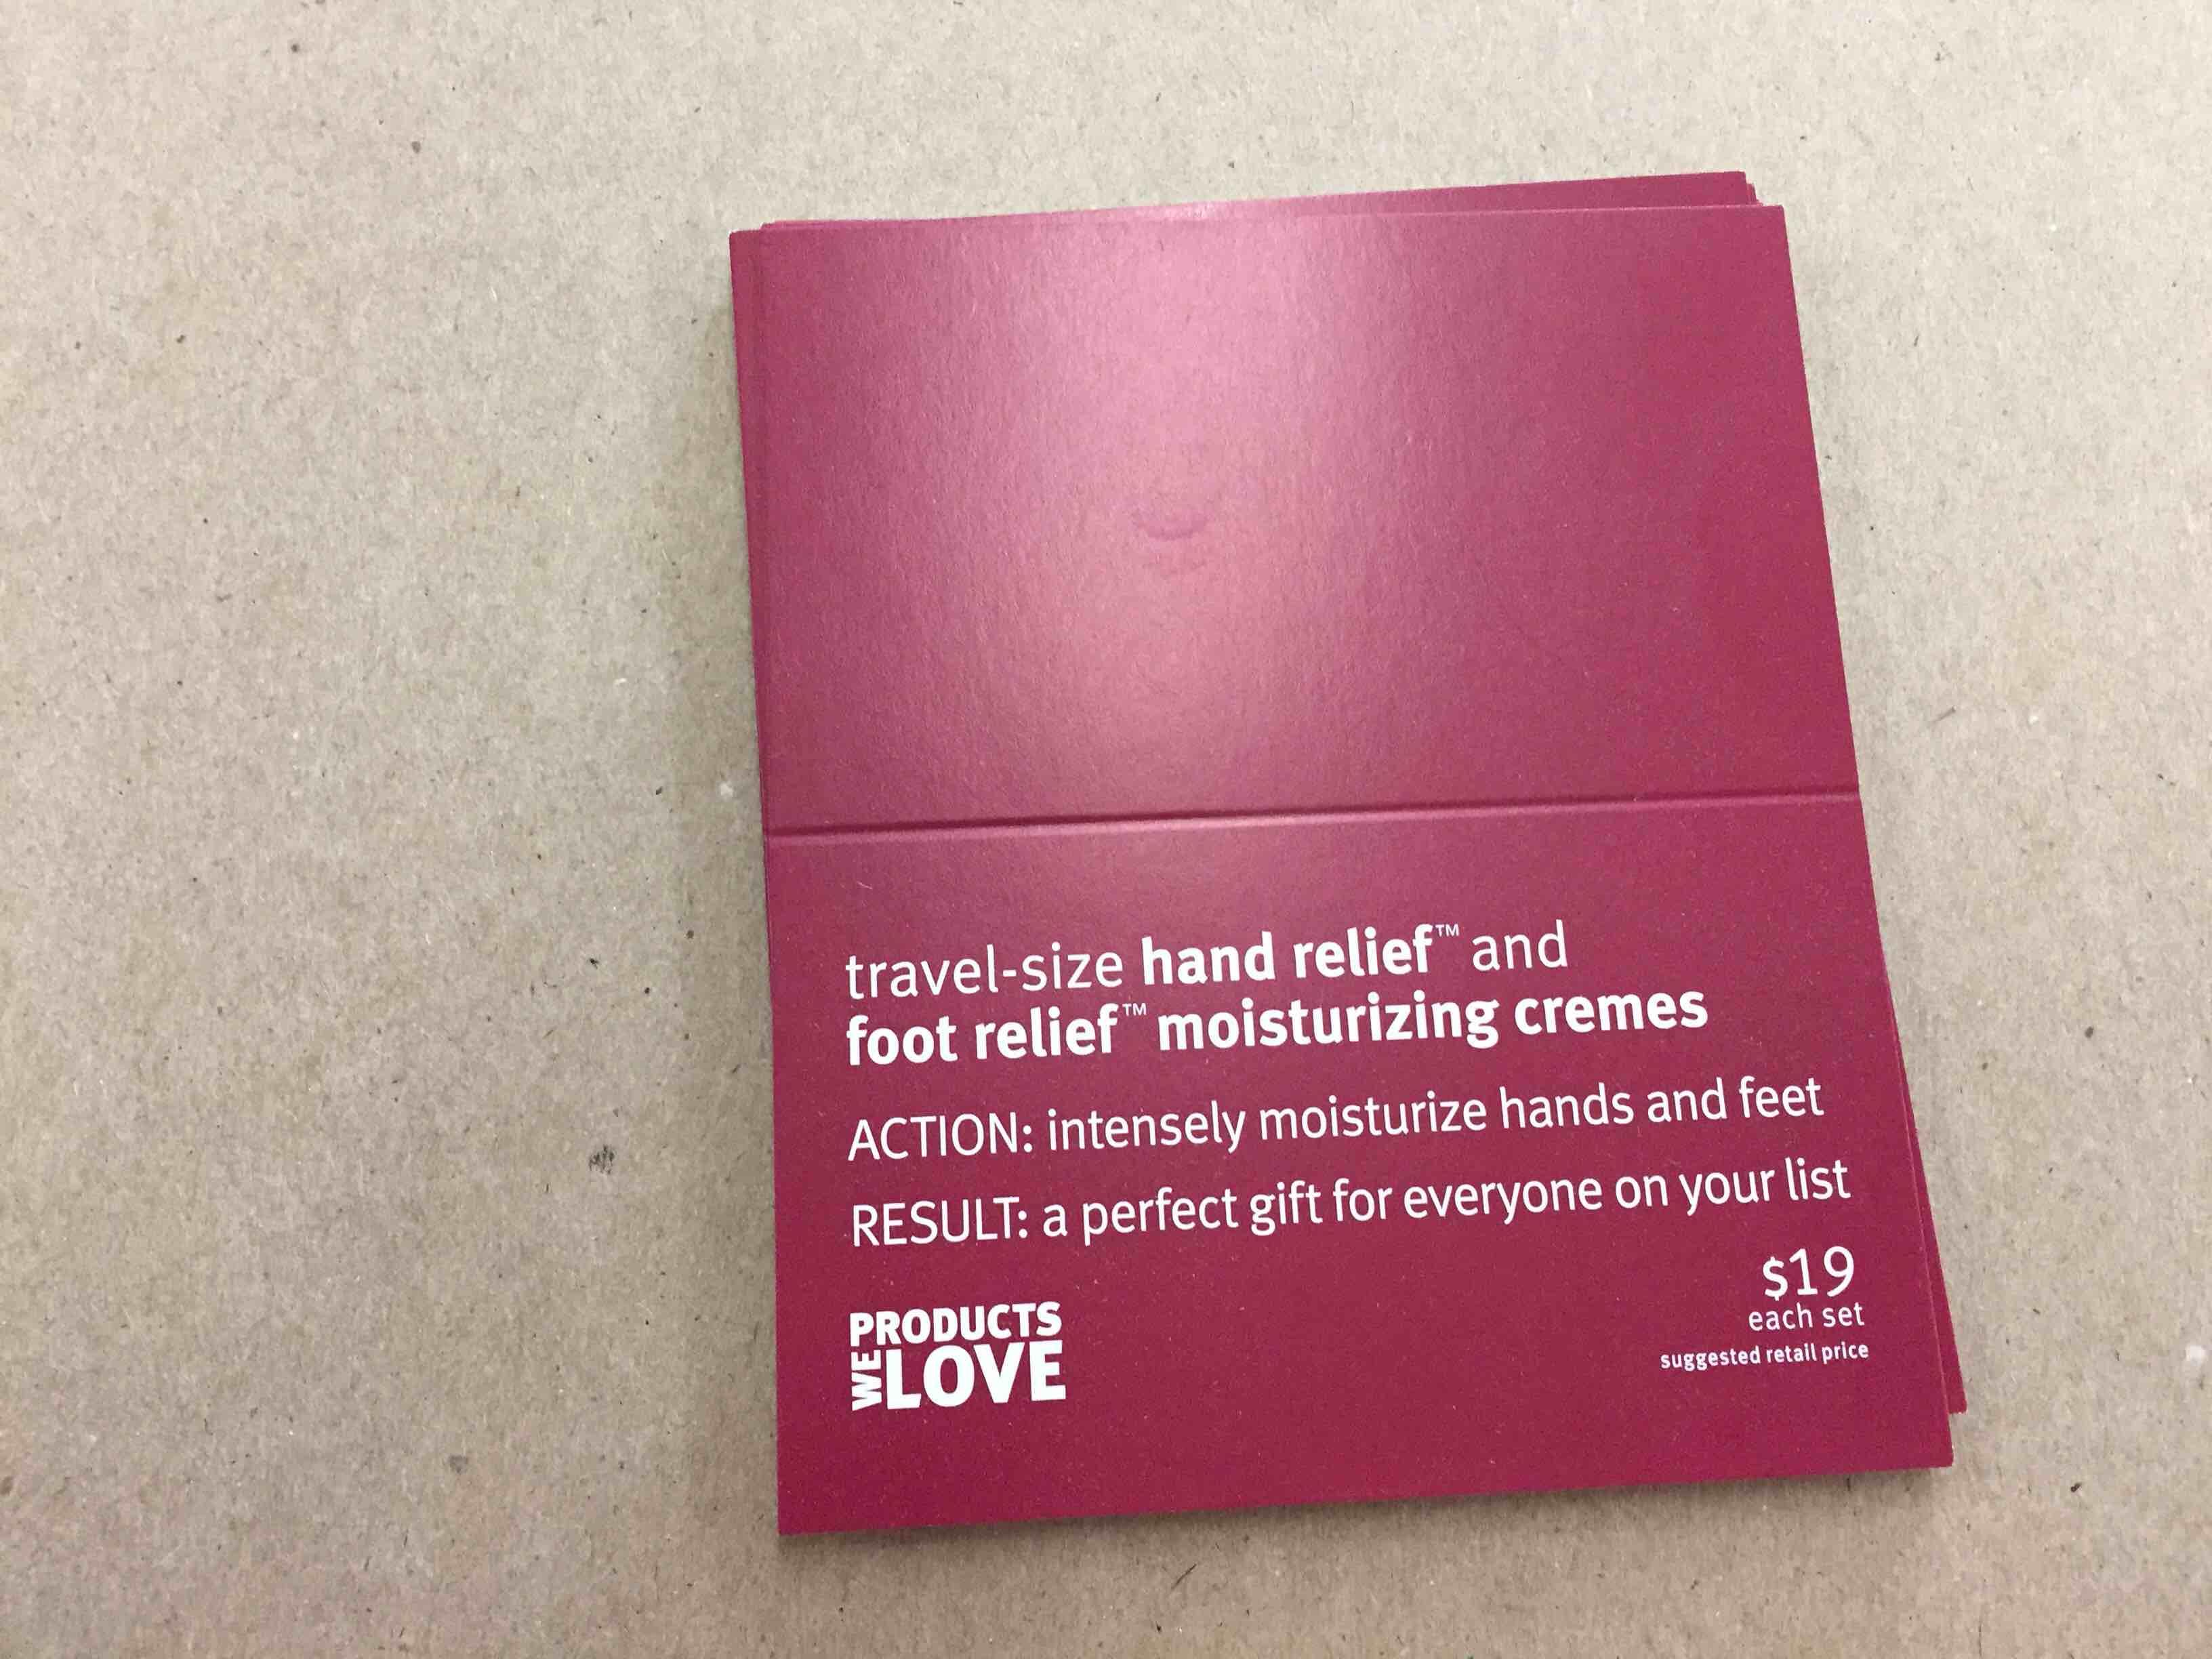 travel-size hand relief™ and
foot relief™ moisturizing cremes
ACTION: intensely moisturize hands and feet
RESULT: a perfect gift for everyone on your list
$19
each set
suggested retail price
PRODUCTS
WE LOVE